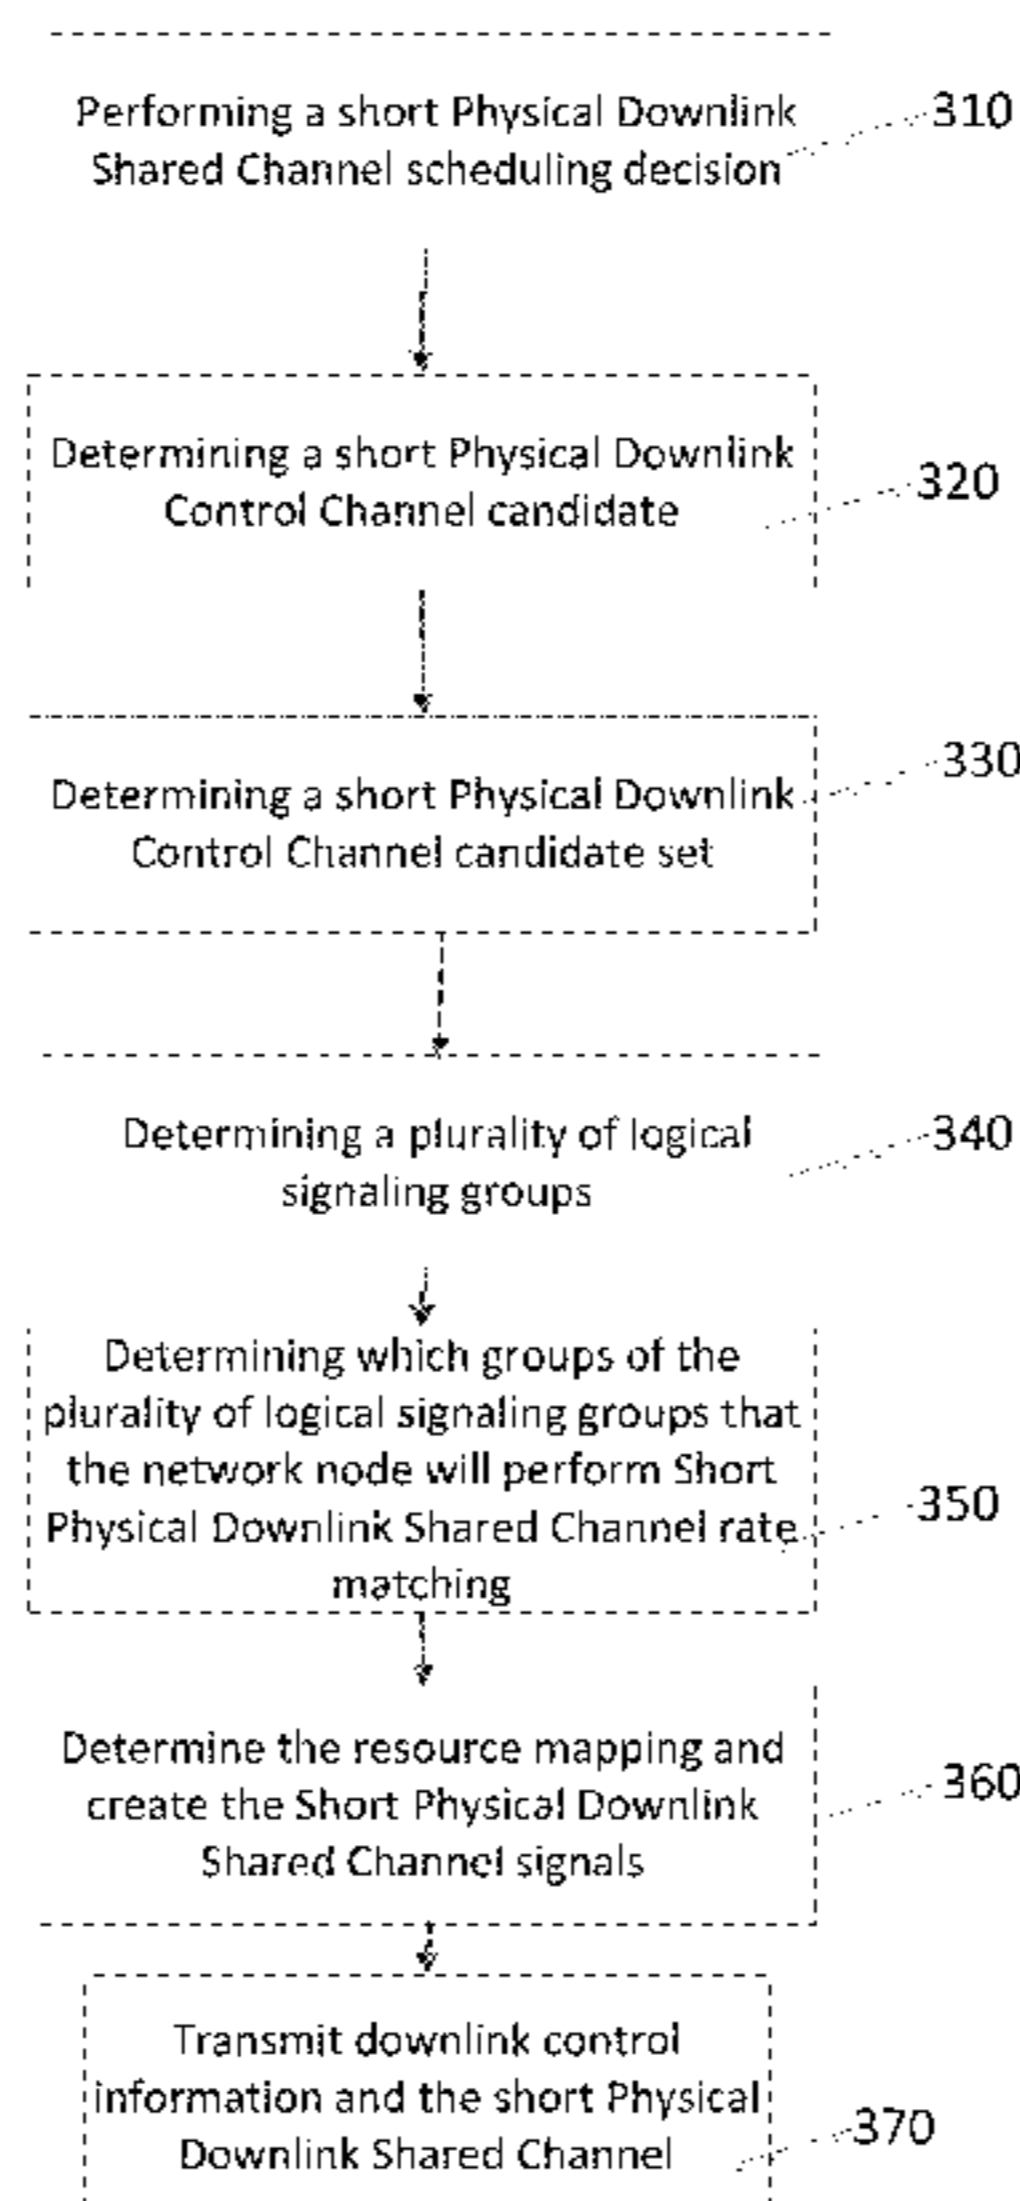 Performing a short Physical Downlink
Shared Channel scheduling decision
310
Determining a short Physical Downlink
Control Channel candidate
320
Determining a short Physical Downlink
Control Channel candidate set
330
Determining a plurality of logical
signaling groups
340
Determining which groups of the
plurality of logical signaling groups that
the network node will perform Short
Physical Downlink Shared Channel rate
matching
350
Determine the resource mapping and
create the Short Physical Downlink
Shared Channel signals
360
Transmit downlink control
information and the short Physical
Downlink Shared Channel
370